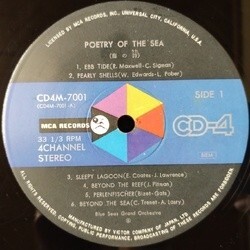 LICENSED BY MCA RECORDS, INC., UNIVERSAL CITY, CALIFORNIA, U.S.A.
POETRY OF THE SEA
1. EBB TIDE(R. Maxwell-C. Sigman)
2. PEARLY SHELLS(W. Edwards-L. Pober)
CD4M-7001
(CD4M-7001 A)
SIDE 1
MCA RECORDS
CD-4
33 1/3 RPM
4CHANNEL
STEREO
3. SLEEPY LAGOON(E. Coates-J. Lawrence)
4. BEYOND THE REEF(J. Pitman)
5. PERLENFISCHER(Bizet-Gats)
6. BEYOND THE SEA(C. Trenet-A. Lasry)
Blue Seas Grand Orchestra
BY VICTOR COMPANY OF JAPAN, LTD.